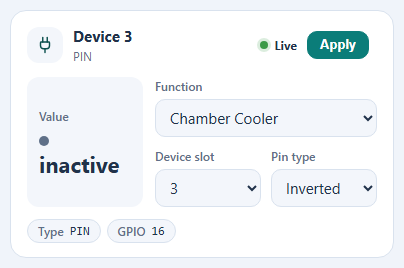 Device 3
PIN
Live
Apply
Value
inactive
Function
Chamber Cooler
Device slot
3
Pin type
Inverted
Type PIN
GPIO 16